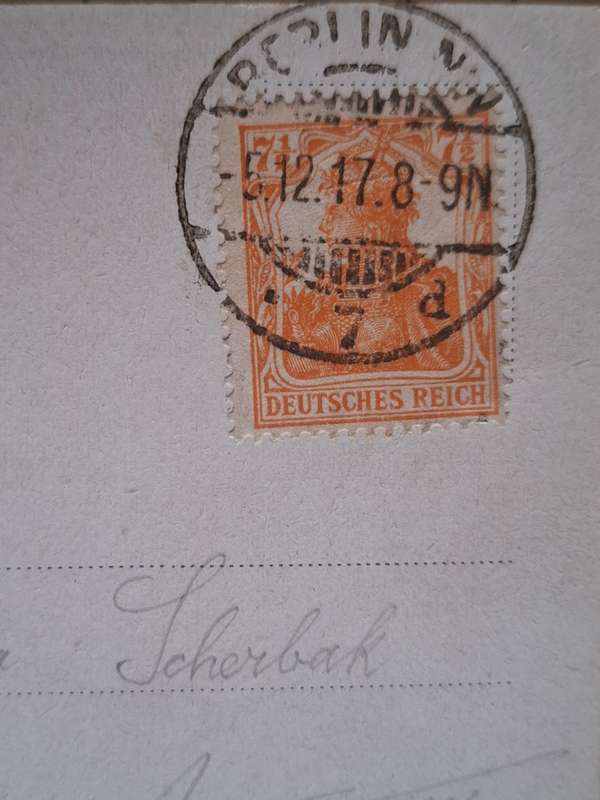 BERLIN N.W.
7½ 7½
-5.12.17.8-9N.
7 d
DEUTSCHES REICH
Scherbak